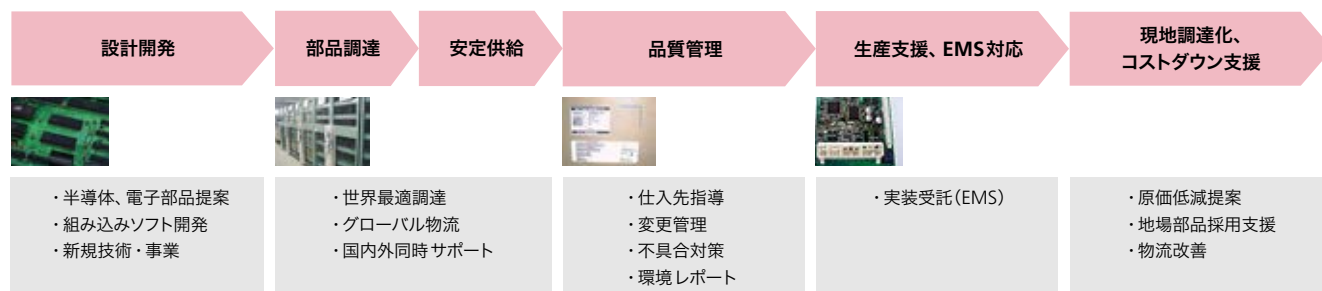 設計開発
部品調達
安定供給
品質管理
生産支援、EMS対応
現地調達化、
コストダウン支援
・半導体、電子部品提案
・組み込みソフト開発
・新規技術・事業
・世界最適調達
・グローバル物流
・国内外同時サポート
・仕入先指導
・変更管理
・不具合対策
・環境レポート
・実装受託（EMS）
・原価低減提案
・地場部品採用支援
・物流改善